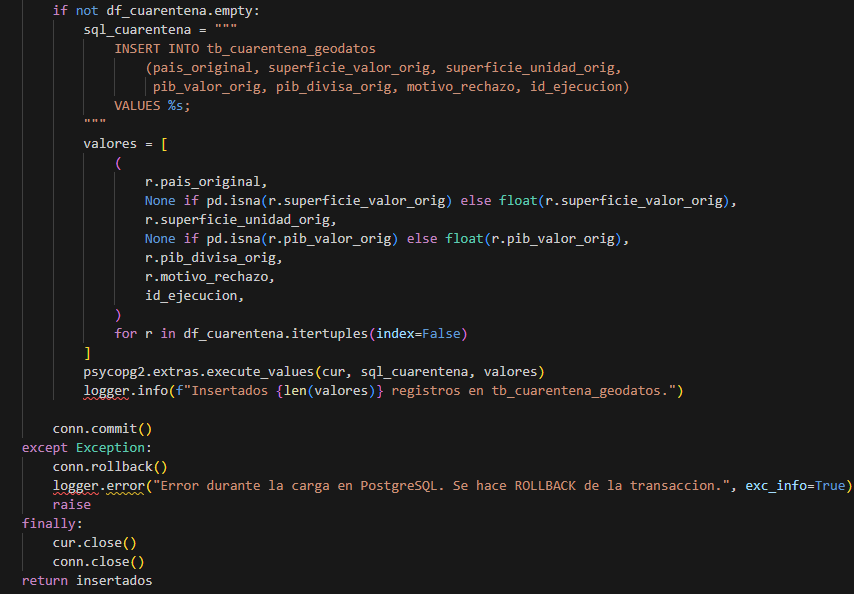 if not df_cuarentena.empty:
sql_cuarentena = """
INSERT INTO tb_cuarentena_geodatos
(pais_original, superficie_valor_orig, superficie_unidad_orig,
pib_valor_orig, pib_divisa_orig, motivo_rechazo, id_ejecucion)
VALUES %s;
"""
valores = [
(
r.pais_original,
None if pd.isna(r.superficie_valor_orig) else float(r.superficie_valor_orig),
r.superficie_unidad_orig,
None if pd.isna(r.pib_valor_orig) else float(r.pib_valor_orig),
r.pib_divisa_orig,
r.motivo_rechazo,
id_ejecucion,
)
for r in df_cuarentena.itertuples(index=False)
]
psycopg2.extras.execute_values(cur, sql_cuarentena, valores)
logger.info(f"Insertados {len(valores)} registros en tb_cuarentena_geodatos.")
conn.commit()
except Exception:
conn.rollback()
logger.error("Error durante la carga en PostgreSQL. Se hace ROLLBACK de la transaccion.", exc_info=True)
raise
finally:
cur.close()
conn.close()
return insertados